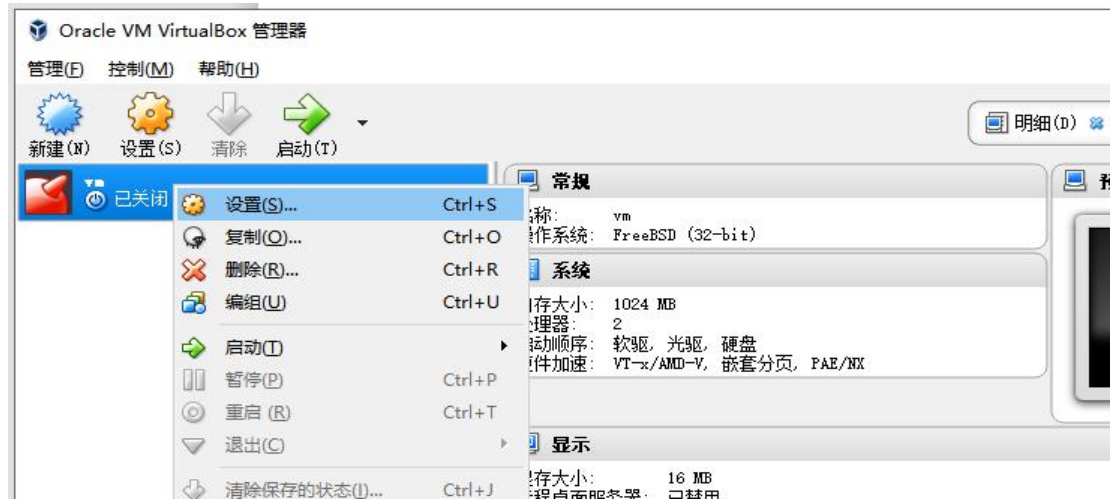 Oracle VM VirtualBox 管理器
管理(F) 控制(M) 帮助(H)
新建(N) 设置(S) 清除 启动(T) 明细(D)
已关闭
设置(S)... Ctrl+S
复制(O)... Ctrl+O
删除(R)... Ctrl+R
编组(U) Ctrl+U
启动(T)
暂停(P) Ctrl+P
重启 (R) Ctrl+T
退出(C)
清除保存的状态(J)... Ctrl+J
常规
称: vm
作系统: FreeBSD (32-bit)
系统
存大小: 1024 MB
理器: 2
动顺序: 软驱, 光驱, 硬盘
件加速: VT-x/AMD-V, 嵌套分页, PAE/NX
显示
存大小: 16 MB
程桌面服务器: 已禁用